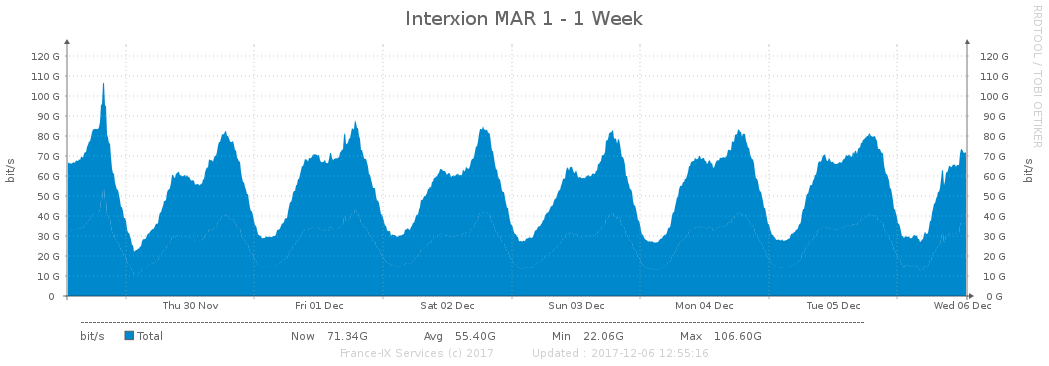 Interxion MAR 1 - 1 Week
RRDTOOL / TOBI OETIKER
bit/s
bit/s
120 G 120 G
110 G 110 G
100 G 100 G
90 G 90 G
80 G 80 G
70 G 70 G
60 G 60 G
50 G 50 G
40 G 40 G
30 G 30 G
20 G 20 G
10 G 10 G
0 0 G
Thu 30 Nov Fri 01 Dec Sat 02 Dec Sun 03 Dec Mon 04 Dec Tue 05 Dec Wed 06 Dec
bit/s Total Now 71.34G Avg 55.40G Min 22.06G Max 106.60G
France-IX Services (c) 2017 Updated : 2017-12-06 12:55:16